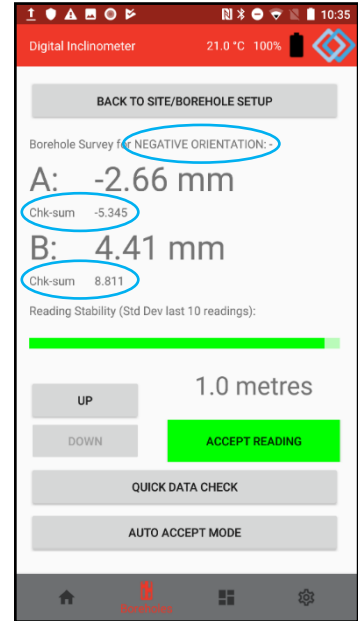 10:35
Digital Inclinometer 21.0 °C 100%
BACK TO SITE/BOREHOLE SETUP
Borehole Survey for NEGATIVE ORIENTATION: -
A: -2.66 mm
Chk-sum -5.345
B: 4.41 mm
Chk-sum 8.811
Reading Stability (Std Dev last 10 readings):
UP 1.0 metres
DOWN ACCEPT READING
QUICK DATA CHECK
AUTO ACCEPT MODE
Boreholes